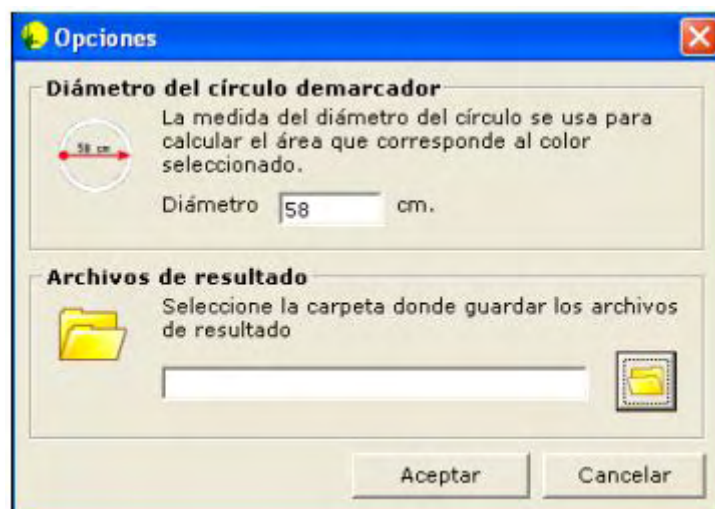 Opciones
Diámetro del círculo demarcador
La medida del diámetro del círculo se usa para
calcular el área que corresponde al color
seleccionado.
58 cm
Diámetro 58 cm.
Archivos de resultado
Seleccione la carpeta donde guardar los archivos
de resultado
Aceptar Cancelar